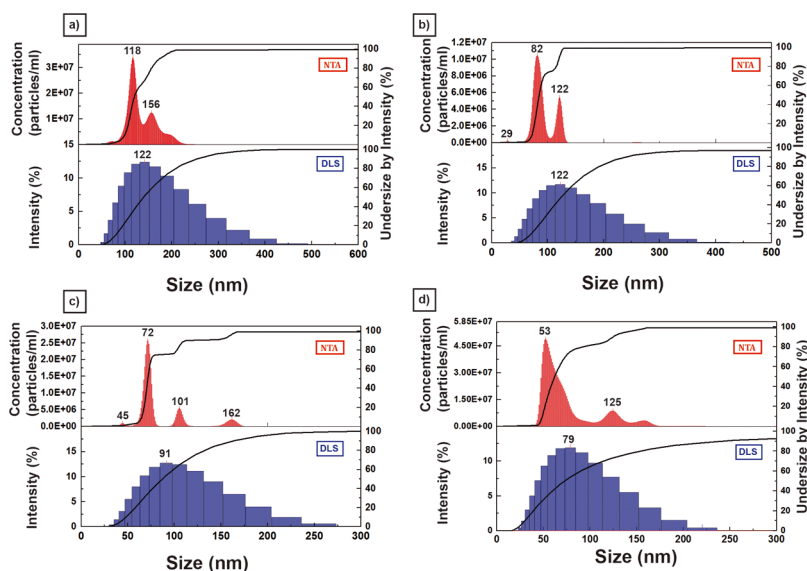 a)
Concentration
(particles/ml)
3E+07
2E+07
1E+07
15
118
156
NTA
100
80
60
40
20
0
Intensity (%)
10
5
0
122
DLS
100
80
60
40
20
0
0 100 200 300 400 500 600
Size (nm)
Undersize by Intensity (%)
b)
Concentration
(particles/ml)
1.2E+07
1.0E+07
8.0E+06
6.0E+06
4.0E+06
2.0E+06
0.0E+00
29
82
122
NTA
100
80
60
40
20
0
Intensity (%)
15
10
5
0
122
DLS
100
80
60
40
20
0
0 100 200 300 400 500
Size (nm)
Undersize by Intensity (%)
c)
Concentration
(particles/ml)
3.0E+07
2.5E+07
2.0E+07
1.5E+07
1.0E+07
5.0E+06
0.0E+00
45
72
101
162
NTA
100
80
60
40
20
Intensity (%)
15
10
5
0
91
DLS
100
80
60
40
20
0
0 50 100 150 200 250 300
Size (nm)
d)
Concentration
(particles/ml)
5.85E+07
4.50E+07
3.00E+07
1.50E+07
0.00E+00
53
125
NTA
100
80
60
40
20
0
Intensity (%)
10
5
0
79
DLS
100
80
60
40
20
0
0 50 100 150 200 250 300
Size (nm)
Undersize by Intensity (%)